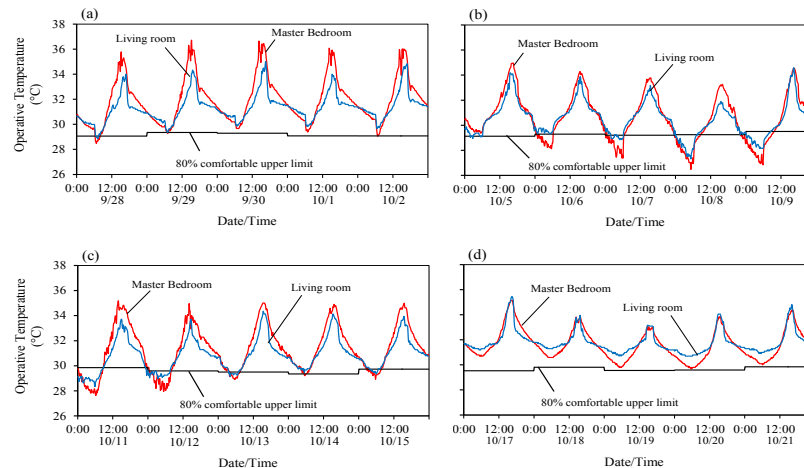 (a)
38
36
34
32
30
28
26
Operative Temperature
(°C)
Living room
Master Bedroom
80% comfortable upper limit
0:00 12:00 0:00 12:00 0:00 12:00 0:00 12:00 0:00 12:00
9/28 9/29 9/30 10/1 10/2
Date/Time
(b)
Master Bedroom
Living room
80% comfortable upper limit
0:00 12:00 0:00 12:00 0:00 12:00 0:00 12:00 0:00 12:00
10/5 10/6 10/7 10/8 10/9
Date/Time
(c)
38
36
34
32
30
28
26
Operative Temperature
(°C)
Master Bedroom
Living room
80% comfortable upper limit
0:00 12:00 0:00 12:00 0:00 12:00 0:00 12:00 0:00 12:00
10/11 10/12 10/13 10/14 10/15
Date/Time
(d)
Master Bedroom
Living room
80% comfortable upper limit
0:00 12:00 0:00 12:00 0:00 12:00 0:00 12:00 0:00 12:00
10/17 10/18 10/19 10/20 10/21
Date/Time